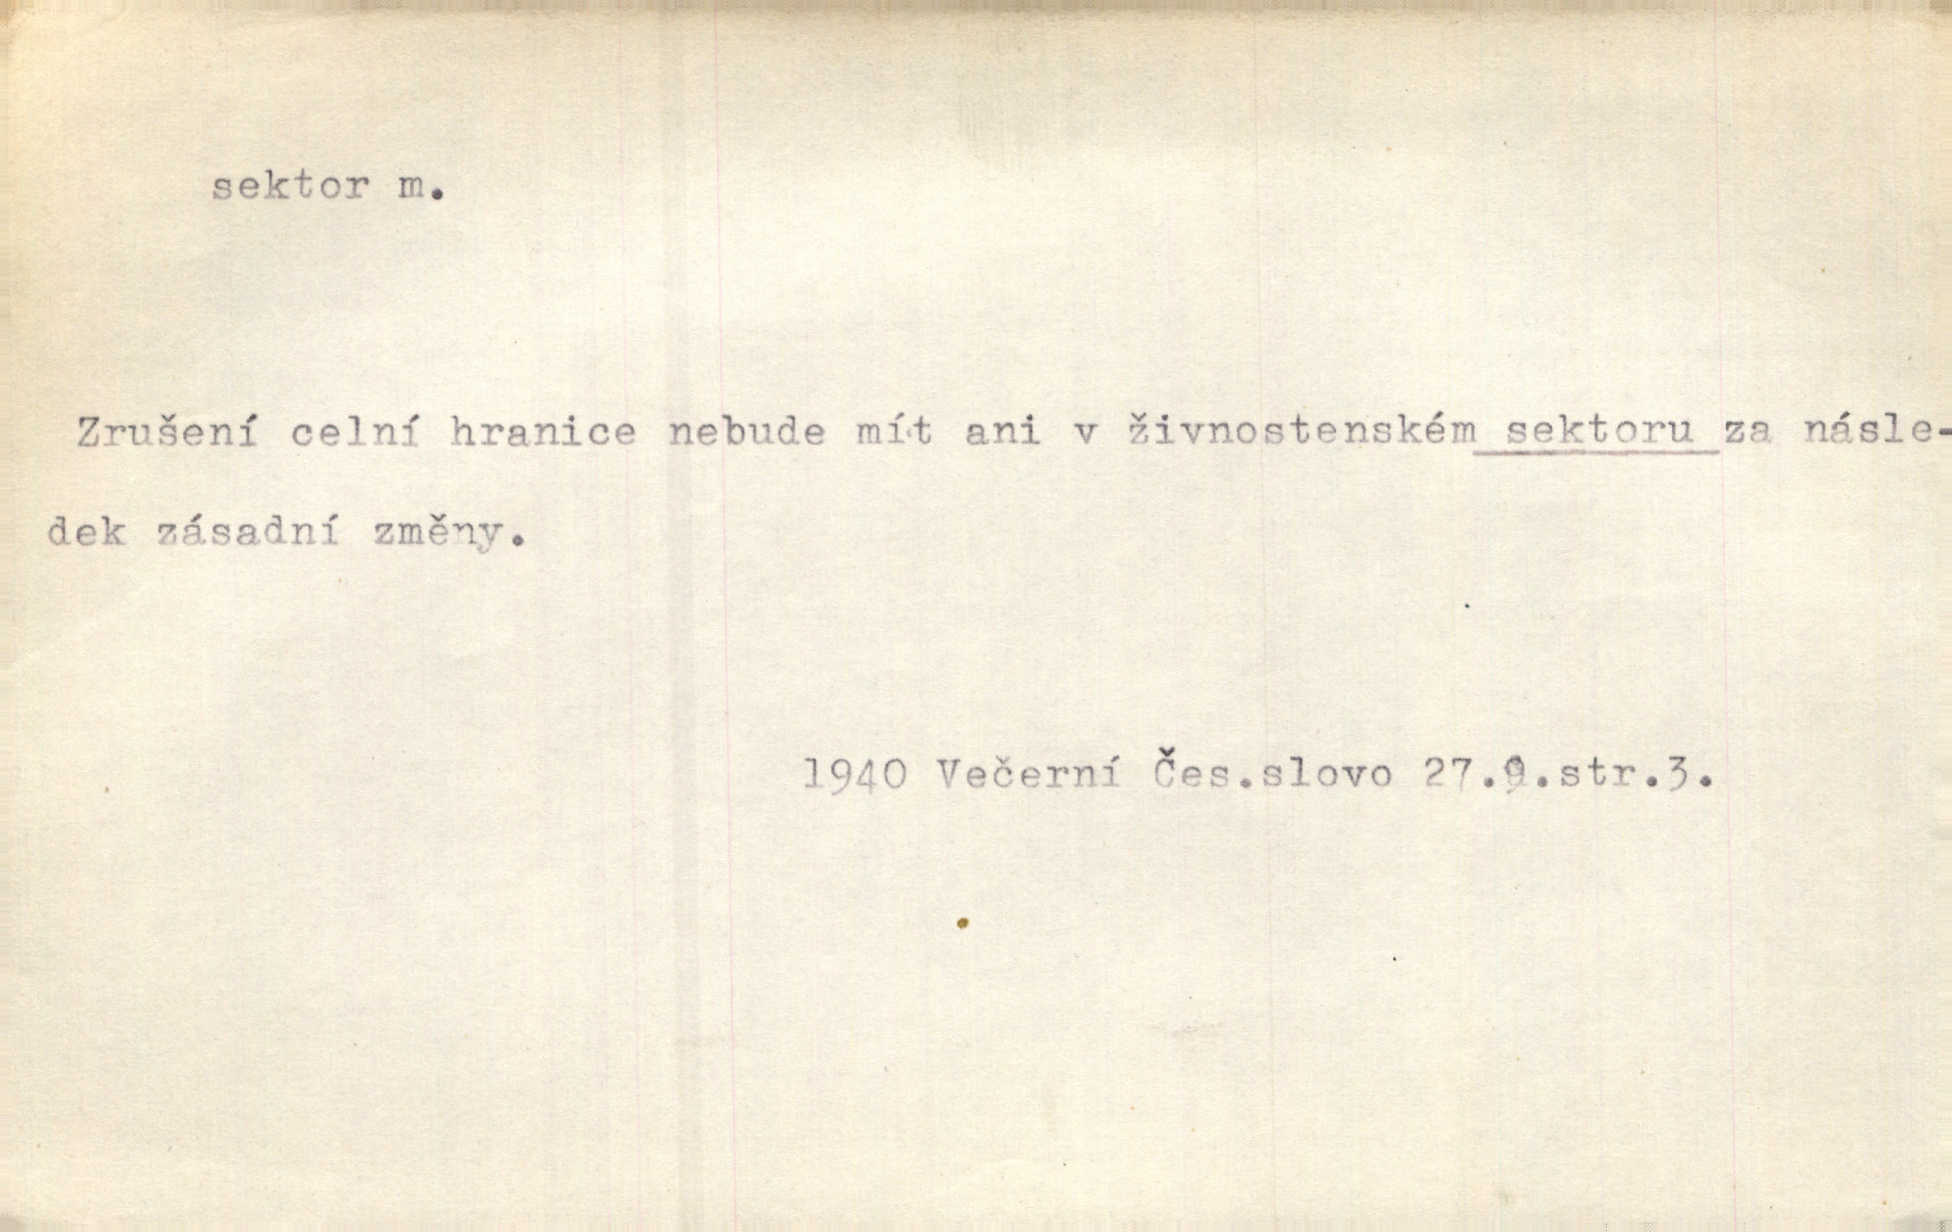 sektor m.
Zrušení celní hranice nebude mít ani v živnostenském sektoru za násle-
dek zásadní změny.
1940 Večerní Čes.slovo 27.9.str.3.